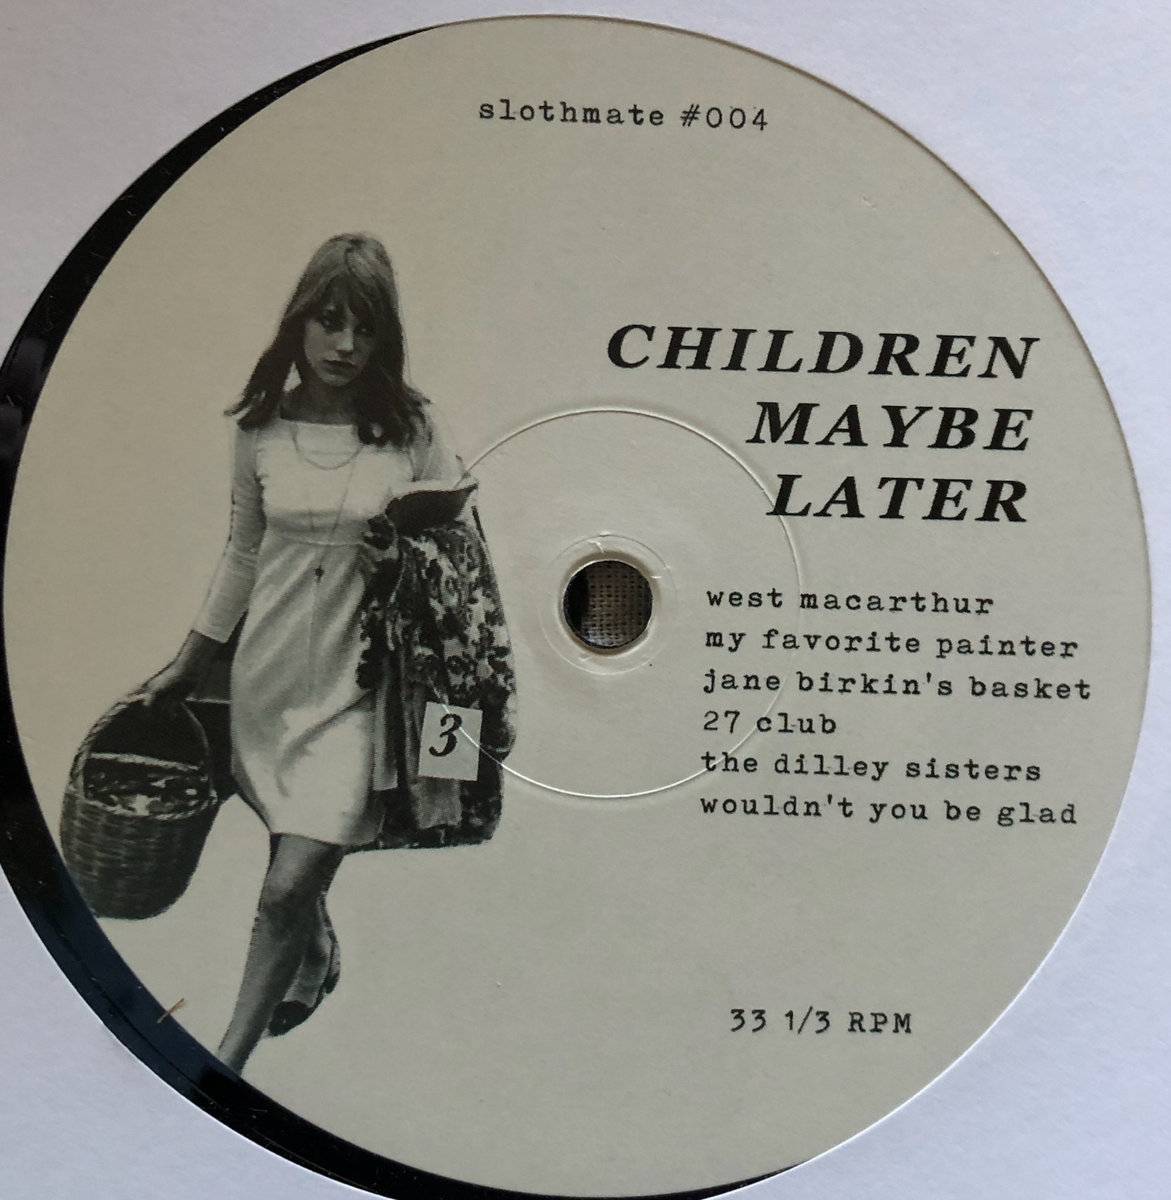 slothmate #004
CHILDREN
MAYBE
LATER
west macarthur
my favorite painter
jane birkin's basket
27 club
the dilley sisters
wouldn't you be glad
3
33 1/3 RPM